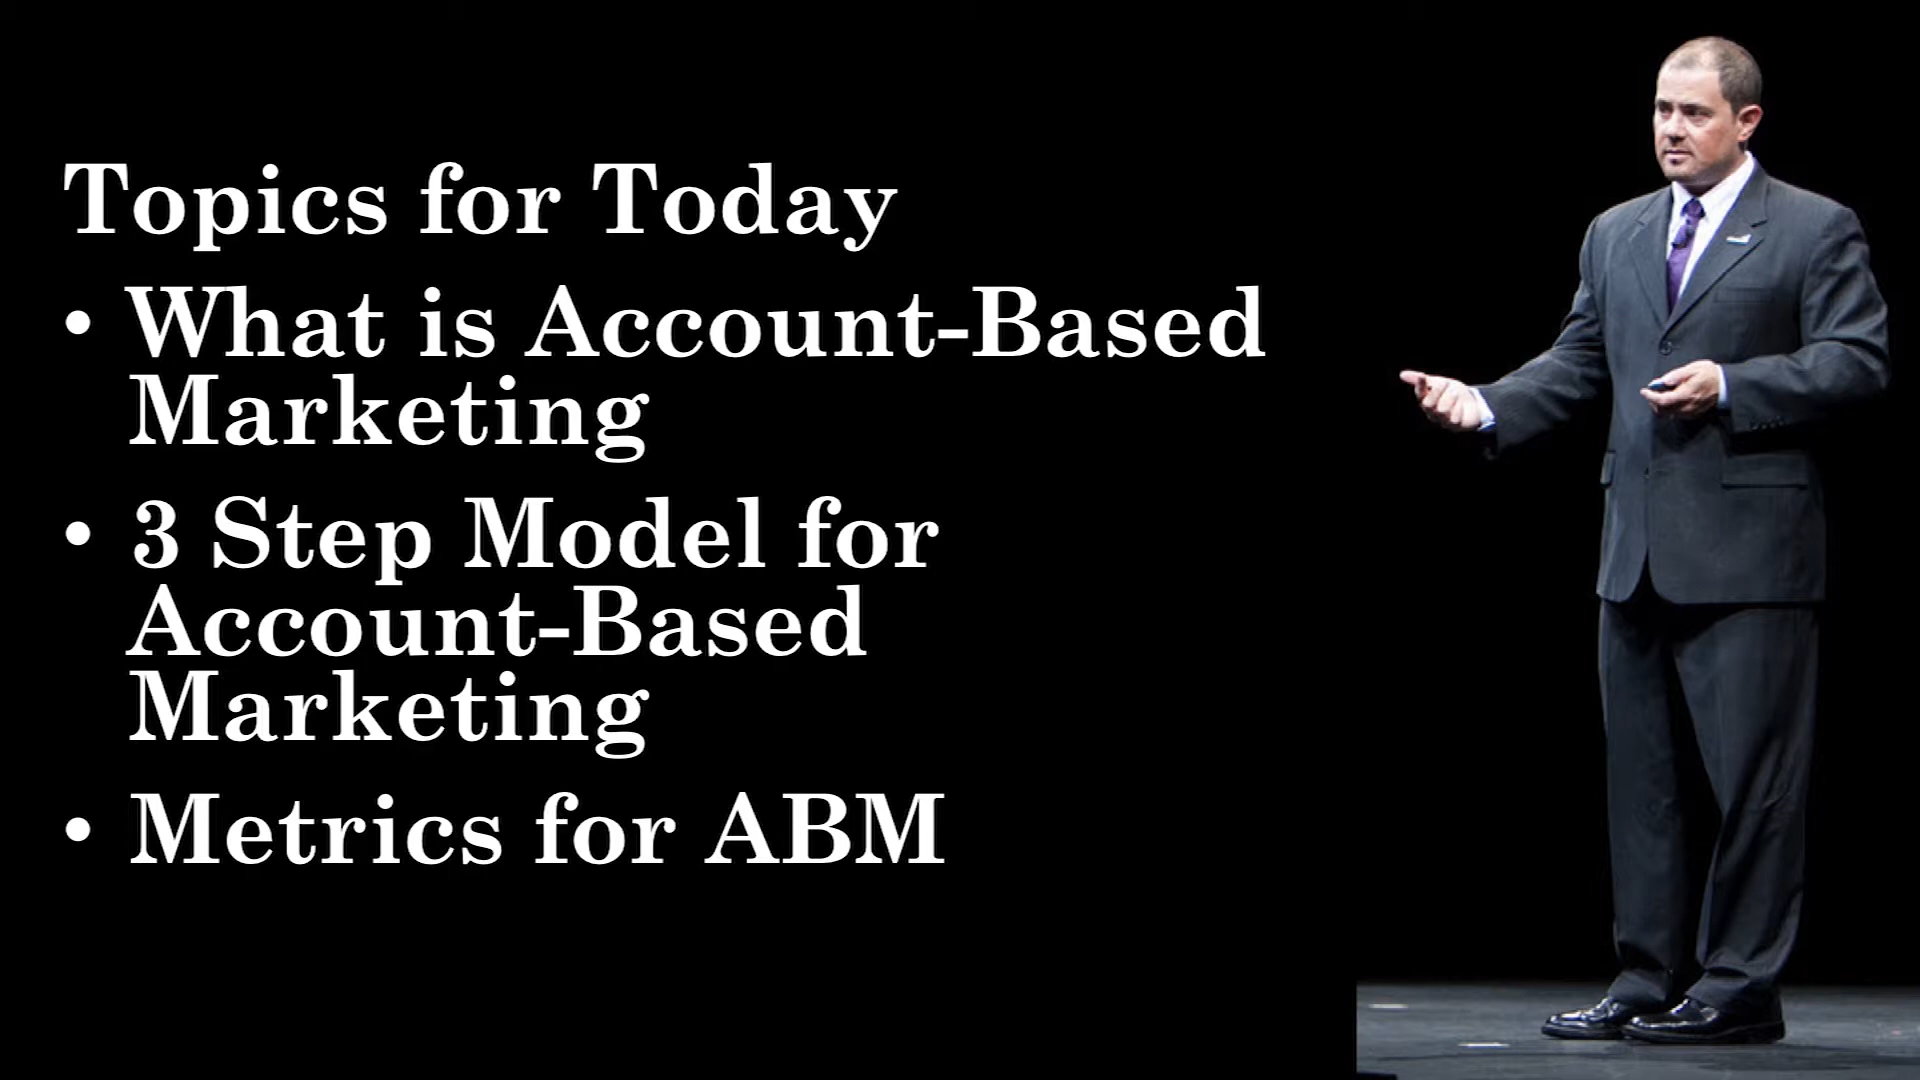 Topics for Today
• What is Account-Based
Marketing
• 3 Step Model for
Account-Based
Marketing
• Metrics for ABM